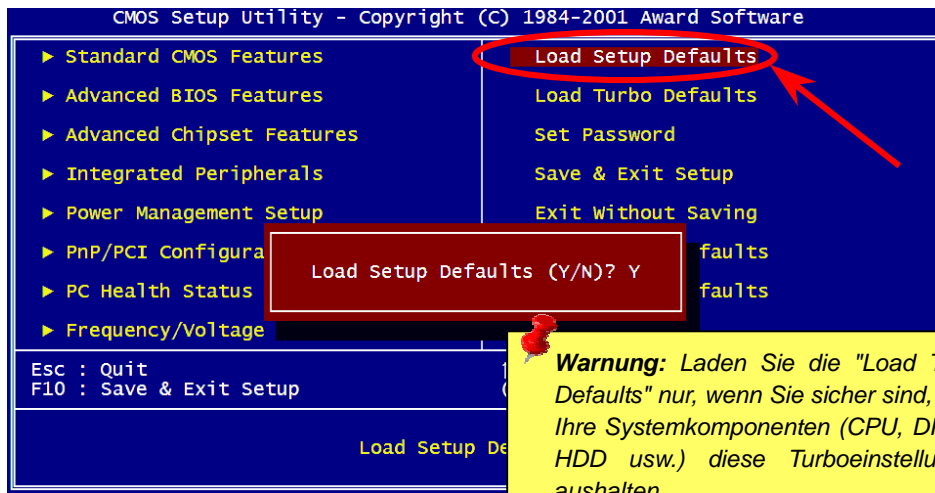 CMOS Setup Utility - Copyright (C) 1984-2001 Award Software
► Standard CMOS Features
► Advanced BIOS Features
► Advanced Chipset Features
► Integrated Peripherals
► Power Management Setup
► PnP/PCI Configura
► PC Health Status
► Frequency/Voltage
Load Setup Defaults
Load Turbo Defaults
Set Password
Save & Exit Setup
Exit Without Saving
faults
faults
Load Setup Defaults (Y/N)? Y
Esc : Quit
F10 : Save & Exit Setup
(
Load Setup De
Warnung: Laden Sie die "Load T
Defaults" nur, wenn Sie sicher sind,
Ihre Systemkomponenten (CPU, DI
HDD usw.) diese Turboeinstellu
aushalten